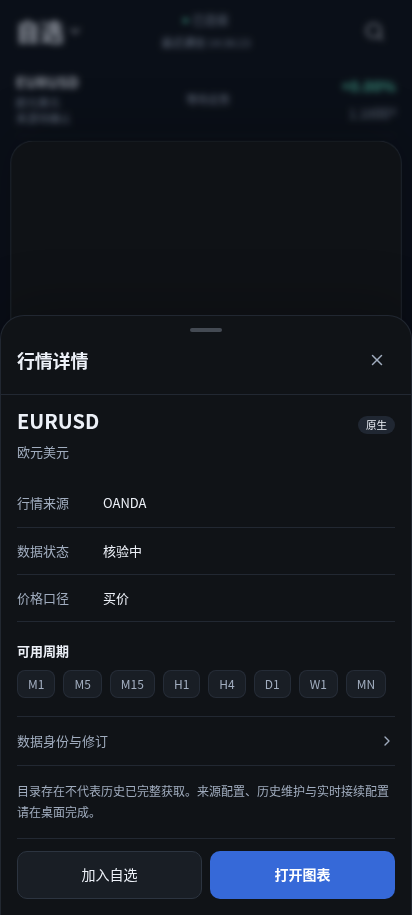 自选
EURUSD
行情详情
EURUSD
原生
欧元美元
行情来源 OANDA
数据状态 核验中
价格口径 买价
可用周期
M1 M5 M15 H1 H4 D1 W1 MN
数据身份与修订
目录存在不代表历史已完整获取。来源配置、历史维护与实时接续配置
请在桌面完成。
加入自选 打开图表